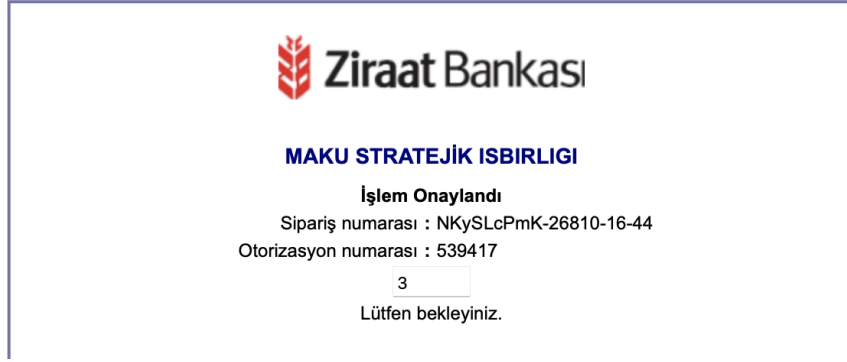 Ziraat Bankası
MAKU STRATEJİK ISBIRLIGI
İşlem Onaylandı
Sipariş numarası : NKySLcPmK-26810-16-44
Otorizasyon numarası : 539417
3
Lütfen bekleyiniz.